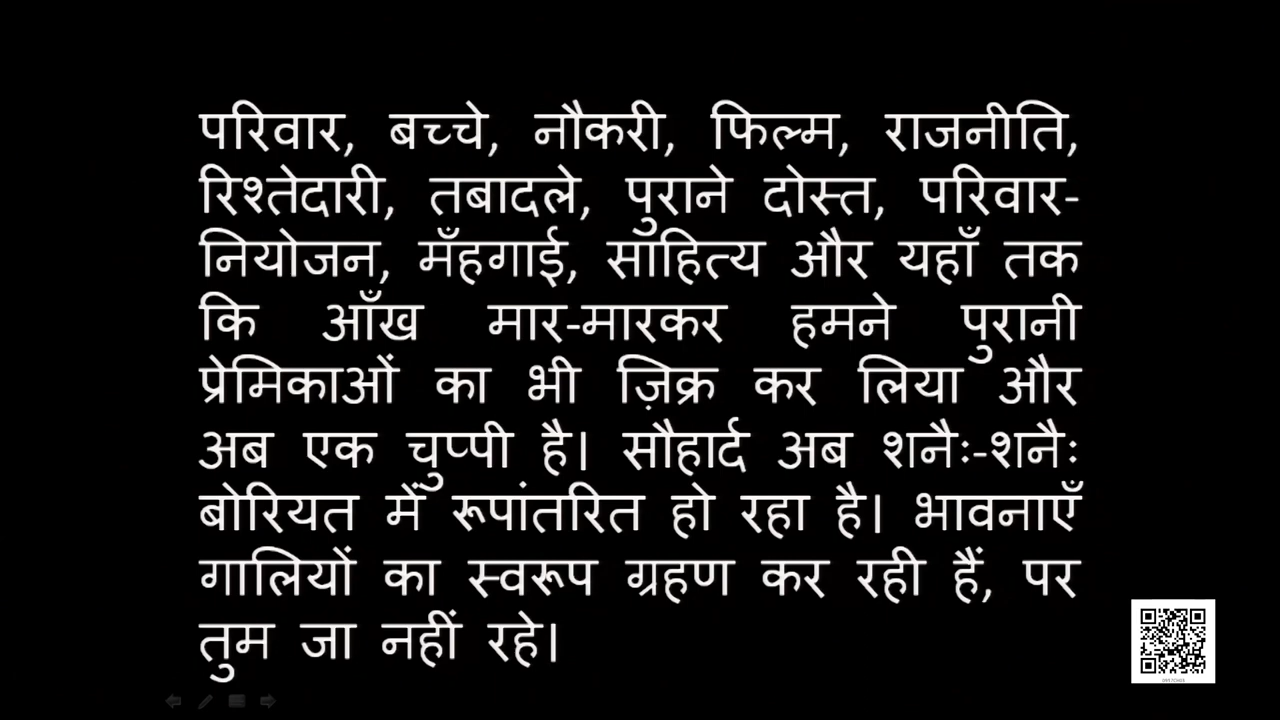 परिवार, बच्चे, नौकरी, फिल्म, राजनीति,
रिश्तेदारी, तबादले, पुराने दोस्त, परिवार-
नियोजन, मँहगाई, साहित्य और यहाँ तक
कि आँख मार-मारकर हमने पुरानी
प्रेमिकाओं का भी ज़िक्र कर लिया और
अब एक चुप्पी है। सौहार्द अब शनैः-शनैः
बोरियत में रूपांतरित हो रहा है। भावनाएँ
गालियों का स्वरूप ग्रहण कर रही हैं, पर
तुम जा नहीं रहे।